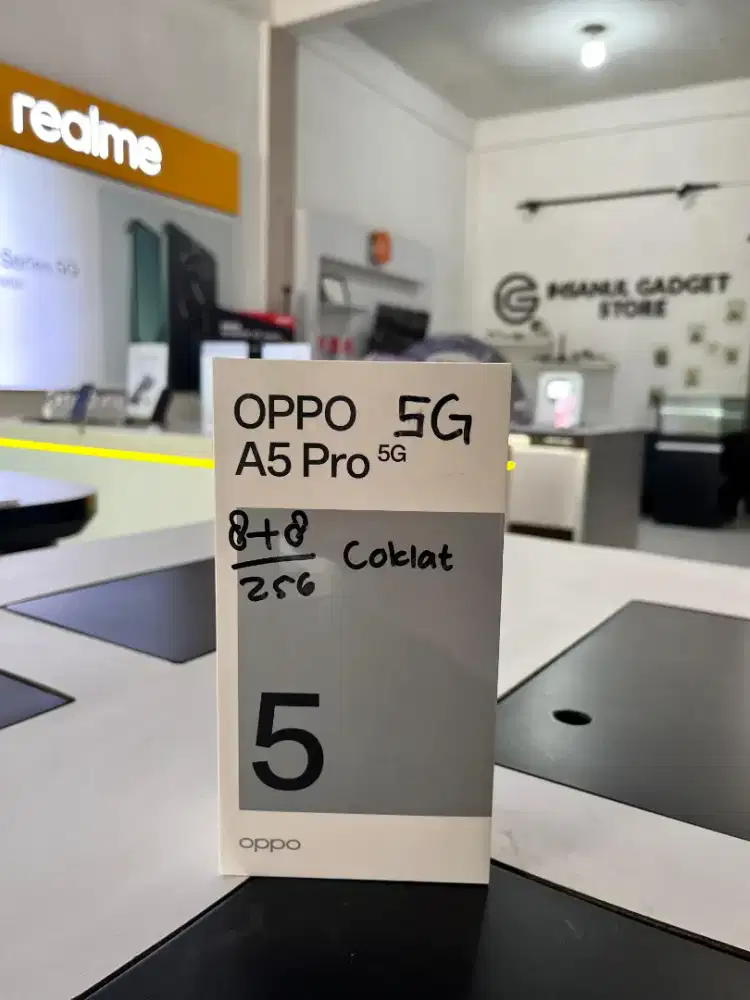 realme
OPPO 5G
A5 Pro 5G
8+8
256
Coklat
5
oppo
GADGET
STORE